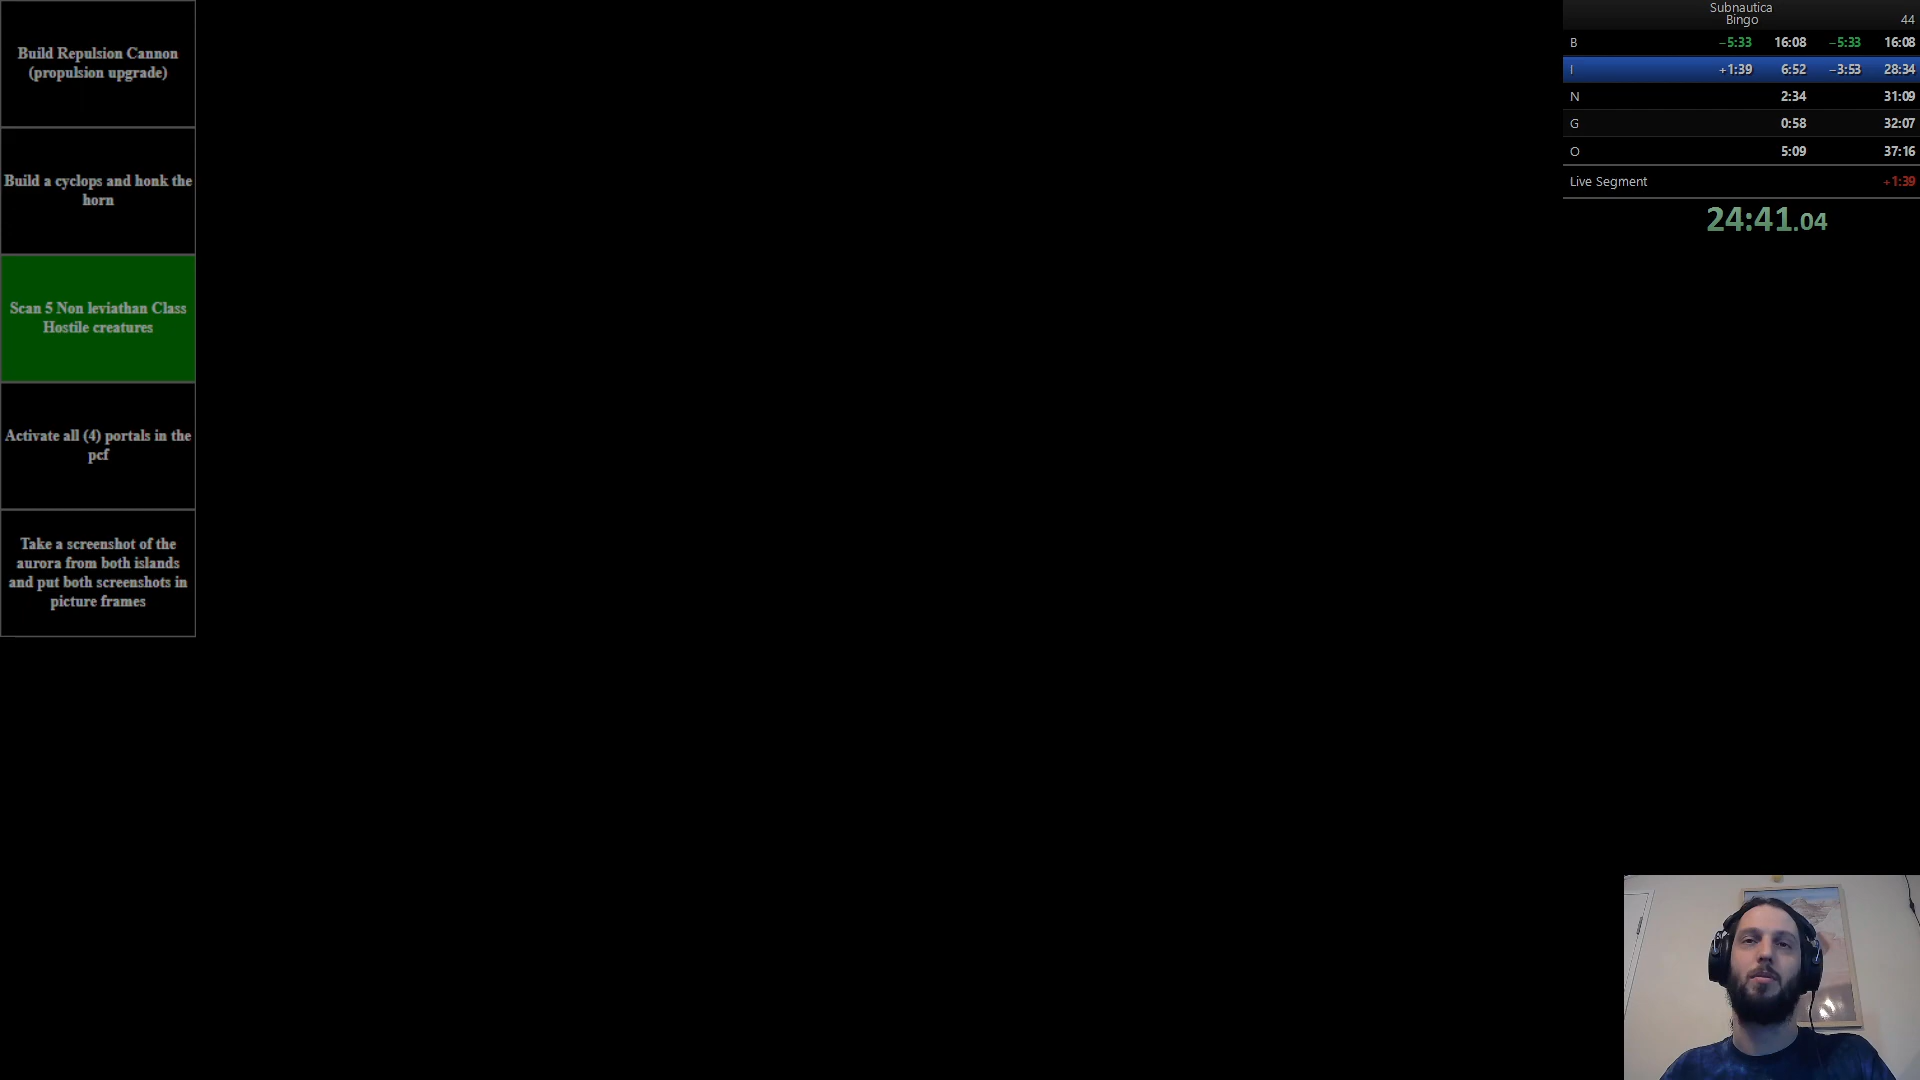 Build Repulsion Cannon
(propulsion upgrade)
Build a cyclops and honk the
horn
Scan 5 Non leviathan Class
Hostile creatures
Activate all (4) portals in the
pcf
Take a screenshot of the
aurora from both islands
and put both screenshots in
picture frames
Subnautica
Bingo 44
B −5:33 16:08 −5:33 16:08
I +1:39 6:52 −3:53 28:34
N 2:34 31:09
G 0:58 32:07
O 5:09 37:16
Live Segment +1:39
24:41.04